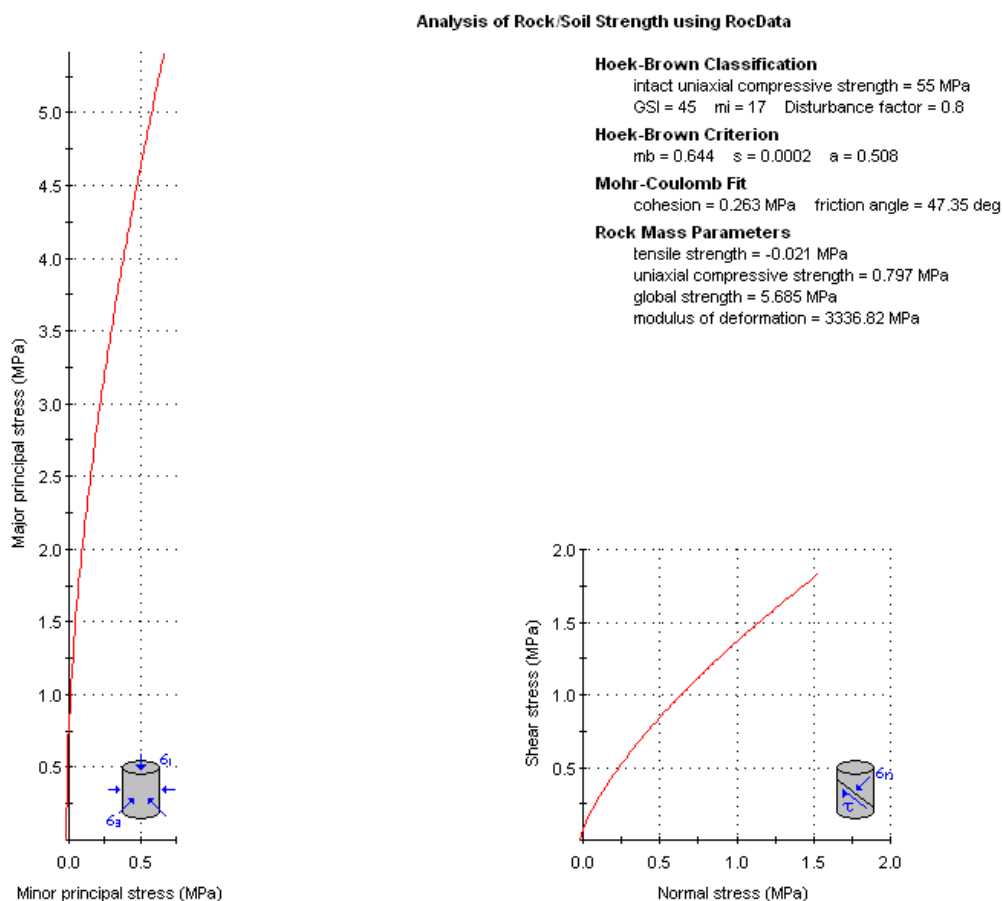 Analysis of Rock/Soil Strength using RocData
Hoek-Brown Classification
intact uniaxial compressive strength = 55 MPa
GSI = 45 mi = 17 Disturbance factor = 0.8
Hoek-Brown Criterion
mb = 0.644 s = 0.0002 a = 0.508
Mohr-Coulomb Fit
cohesion = 0.263 MPa friction angle = 47.35 deg
Rock Mass Parameters
tensile strength = -0.021 MPa
uniaxial compressive strength = 0.797 MPa
global strength = 5.685 MPa
modulus of deformation = 3336.82 MPa
Major principal stress (MPa)
5.0
4.5
4.0
3.5
3.0
2.5
2.0
1.5
1.0
0.5
σ1
σ3
0.0 0.5
Minor principal stress (MPa)
Shear stress (MPa)
2.0
1.5
1.0
0.5
σn
τ
0.0 0.5 1.0 1.5 2.0
Normal stress (MPa)